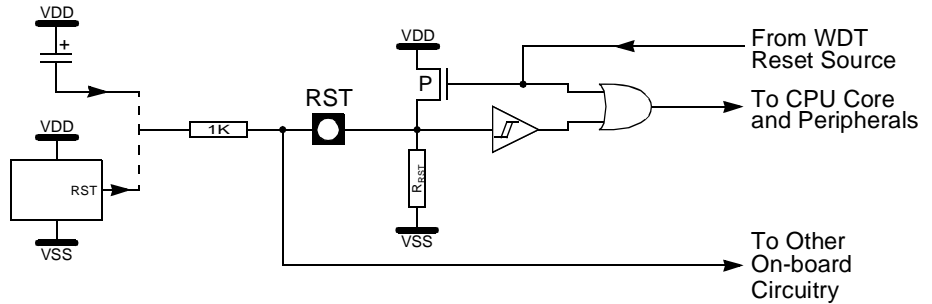 VDD
+
VDD
From WDT
Reset Source
P
RST
To CPU Core
and Peripherals
VDD
1K
RST
RRST
VSS
VSS
To Other
On-board
Circuitry